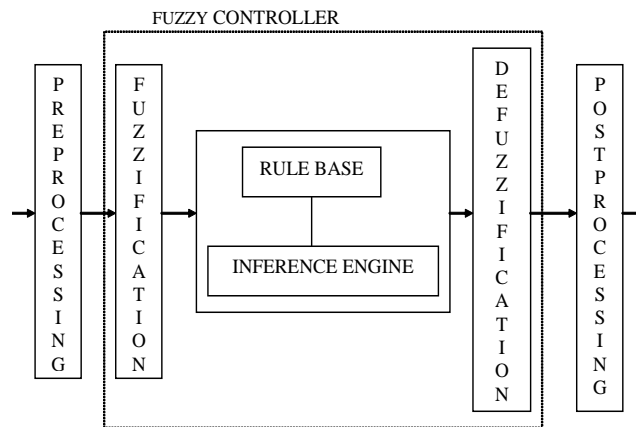 FUZZY CONTROLLER
PREPROCESSING
FUZZIFICATION
RULE BASE
INFERENCE ENGINE
DEFUZZIFICATION
POSTPROCESSING